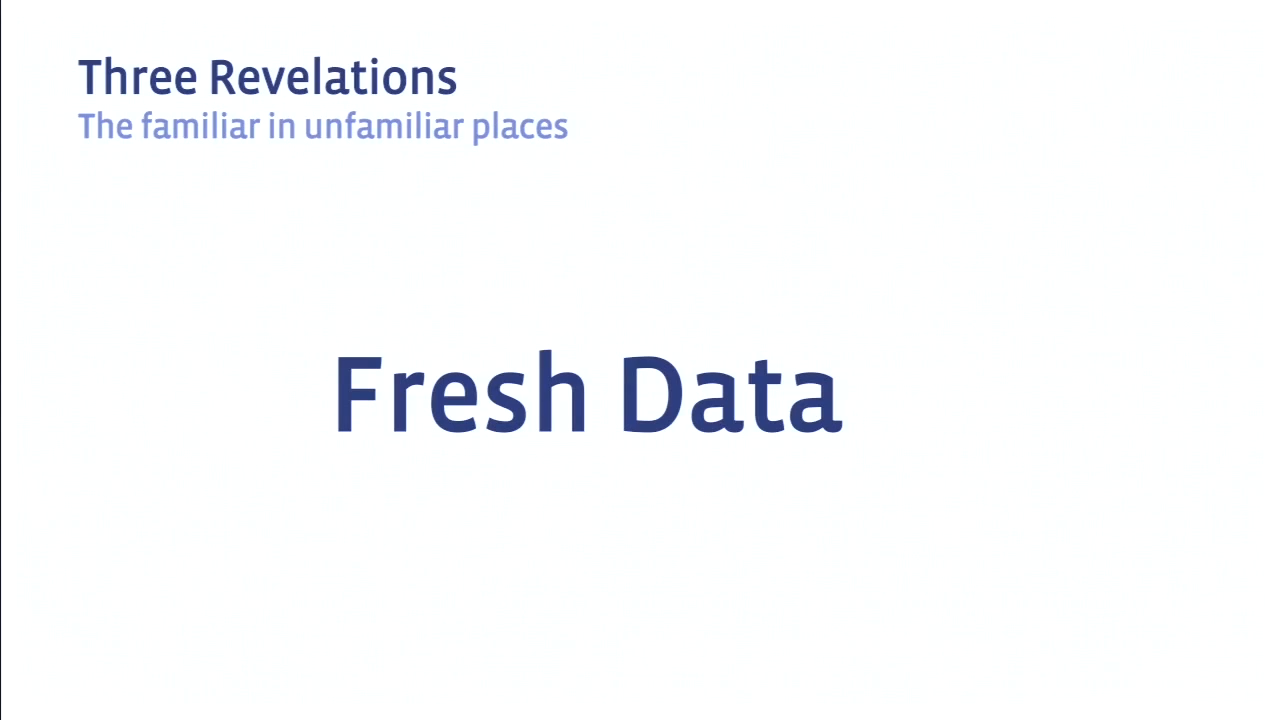 Three Revelations
The familiar in unfamiliar places
Fresh Data